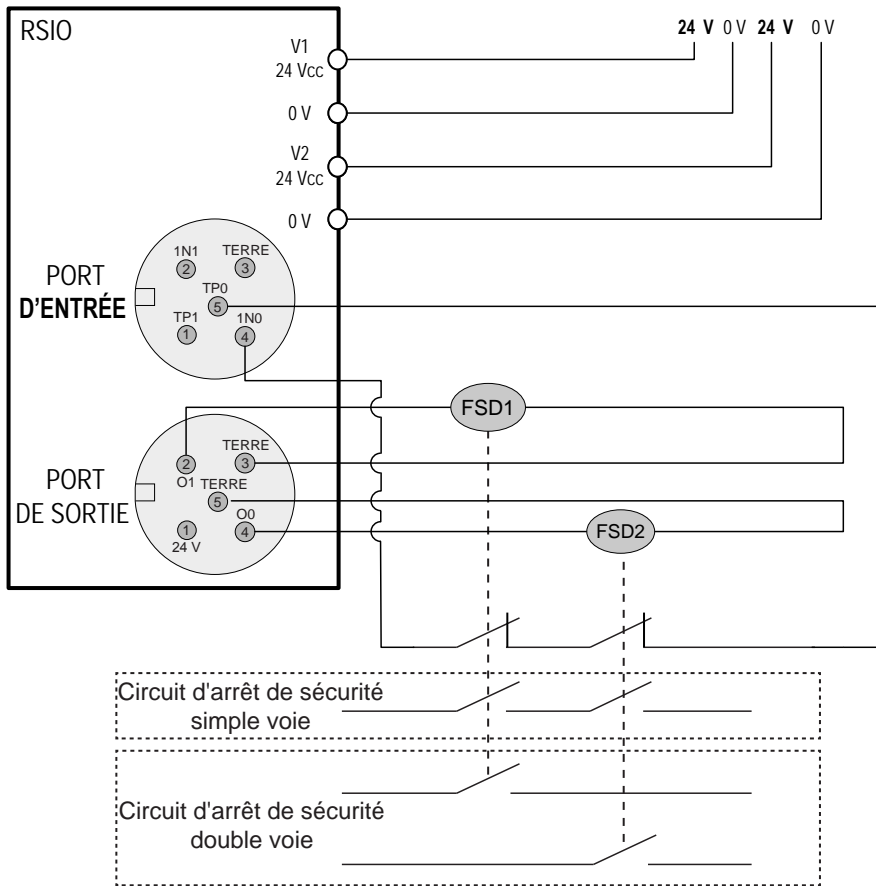 RSIO
24 V 0 V 24 V 0 V
V1
24 Vcc
0 V
V2
24 Vcc
0 V
PORT
D'ENTRÉE
1N1
2
TERRE
3
TP0
5
TP1
1
1N0
4
FSD1
PORT
DE SORTIE
2
O1
TERRE
3
TERRE
5
1
24 V
O0
4
FSD2
Circuit d'arrêt de sécurité
simple voie
Circuit d'arrêt de sécurité
double voie